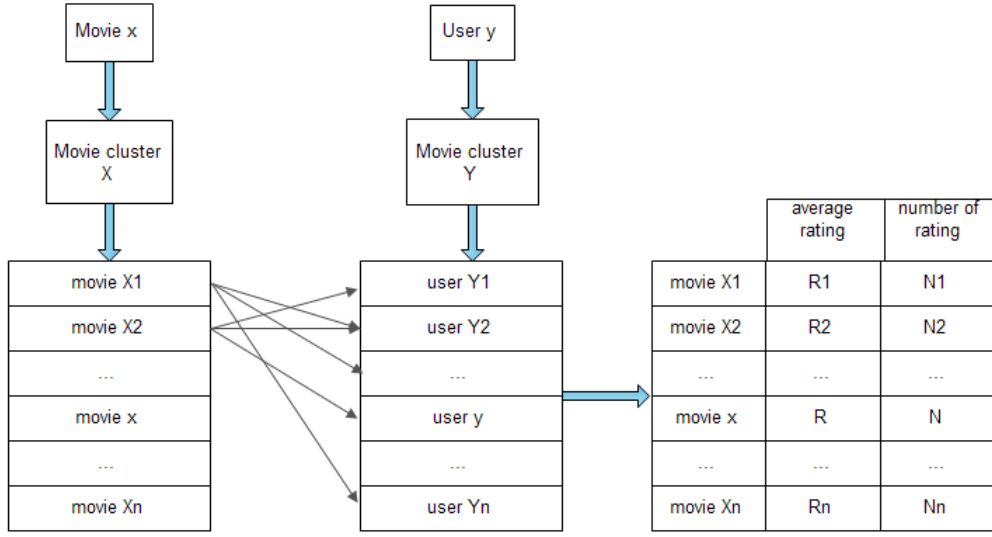 Movie x
User y
Movie cluster
X
Movie cluster
Y
average
rating
number of
rating
movie X1
movie X2
...
movie x
...
movie Xn
user Y1
user Y2
...
user y
...
user Yn
movie X1 R1 N1
movie X2 R2 N2
... ... ...
movie x R N
... ... ...
movie Xn Rn Nn